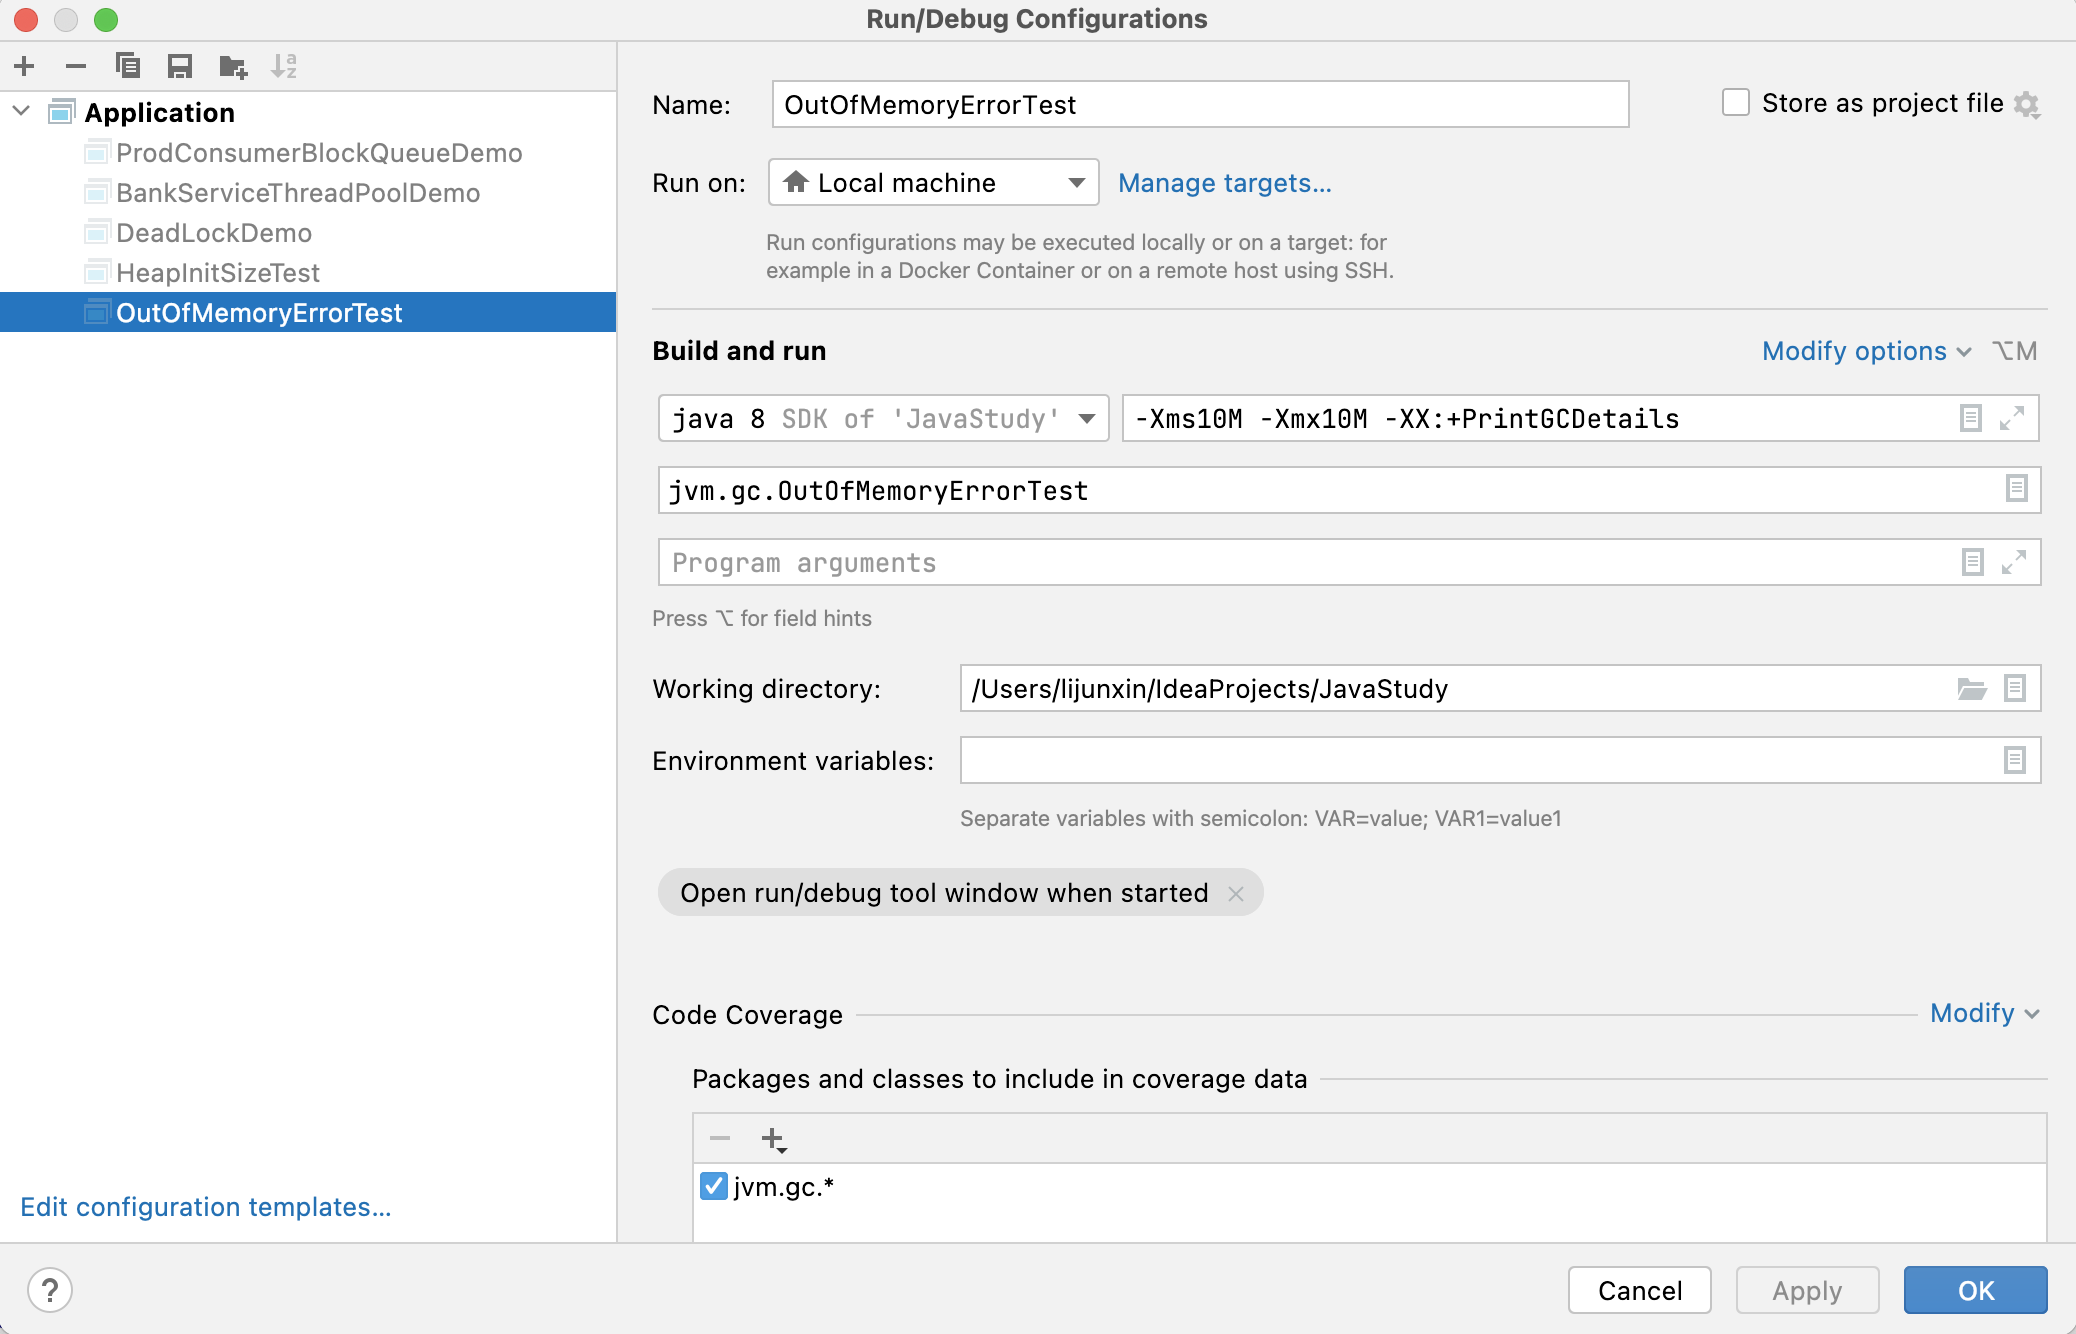 Run/Debug Configurations
Application
ProdConsumerBlockQueueDemo
BankServiceThreadPoolDemo
DeadLockDemo
HeapInitSizeTest
OutOfMemoryErrorTest
Edit configuration templates...
Name: OutOfMemoryErrorTest Store as project file
Run on: Local machine Manage targets...
Run configurations may be executed locally or on a target: for
example in a Docker Container or on a remote host using SSH.
Build and run Modify options ⌥M
java 8 SDK of 'JavaStudy' -Xms10M -Xmx10M -XX:+PrintGCDetails
jvm.gc.OutOfMemoryErrorTest
Program arguments
Press ⌥ for field hints
Working directory: /Users/lijunxin/IdeaProjects/JavaStudy
Environment variables:
Separate variables with semicolon: VAR=value; VAR1=value1
Open run/debug tool window when started
Code Coverage Modify
Packages and classes to include in coverage data
jvm.gc.*
? Cancel Apply OK